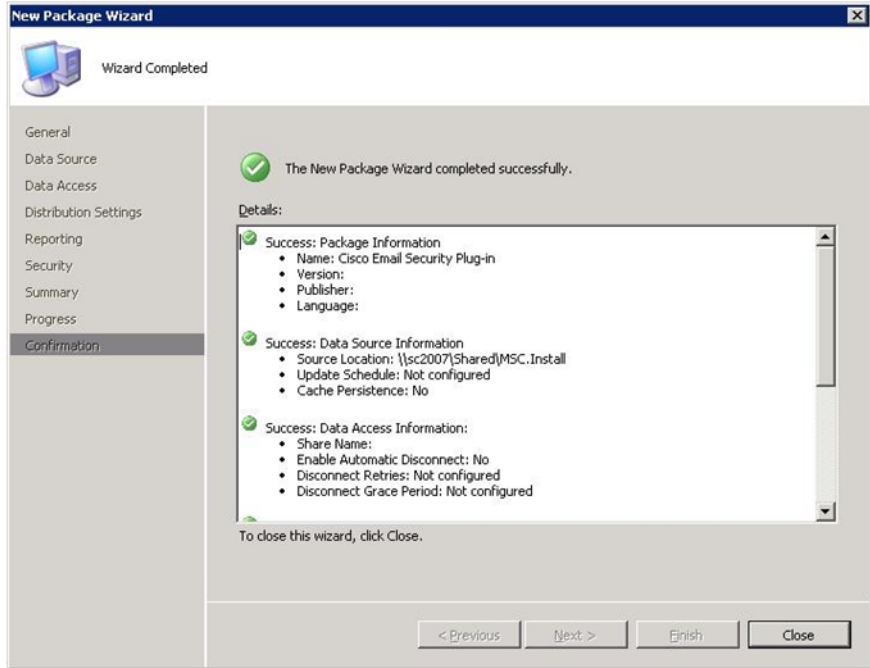 New Package Wizard
Wizard Completed
General
Data Source
Data Access
Distribution Settings
Reporting
Security
Summary
Progress
Confirmation
The New Package Wizard completed successfully.
Details:
Success: Package Information
• Name: Cisco Email Security Plug-in
• Version:
• Publisher:
• Language:
Success: Data Source Information
• Source Location: \\sc2007\Shared\MSC.Install
• Update Schedule: Not configured
• Cache Persistence: No
Success: Data Access Information:
• Share Name:
• Enable Automatic Disconnect: No
• Disconnect Retries: Not configured
• Disconnect Grace Period: Not configured
To close this wizard, click Close.
< Previous Next > Finish Close